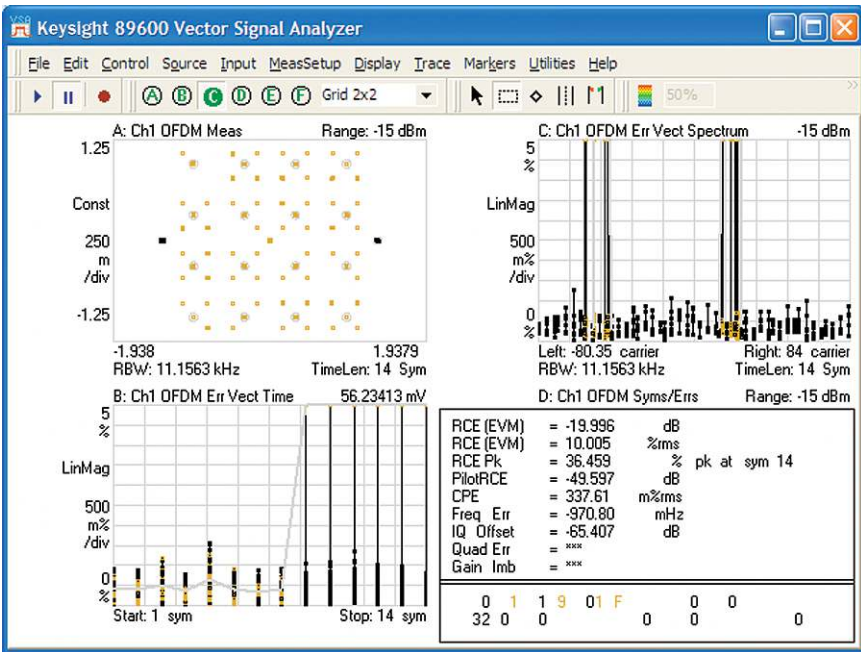 Keysight 89600 Vector Signal Analyzer
File Edit Control Source Input MeasSetup Display Trace Markers Utilities Help
A B C D E F Grid 2x2 50%
A: Ch1 OFDM Meas Range: -15 dBm
1.25
Const
250
m
/div
-1.25
-1.938 1.9379
RBW: 11.1563 kHz TimeLen: 14 Sym
C: Ch1 OFDM Err Vect Spectrum -15 dBm
5
%
LinMag
500
m%
/div
0
%
Left: -80.35 carrier Right: 84 carrier
RBW: 11.1563 kHz TimeLen: 14 Sym
B: Ch1 OFDM Err Vect Time 56.23413 mV
5
%
LinMag
500
m%
/div
0
%
Start: 1 sym Stop: 14 sym
D: Ch1 OFDM Syms/Errs Range: -15 dBm
RCE (EVM) = -19.996 dB
RCE (EVM) = 10.005 %rms
RCE Pk = 36.459 % pk at sym 14
PilotRCE = -49.597 dB
CPE = 337.61 m%rms
Freq Err = -970.80 mHz
IQ Offset = -65.407 dB
Quad Err = ***
Gain Imb = ***
0 1 1 9 01 F 0 0
32 0 0 0 0 0